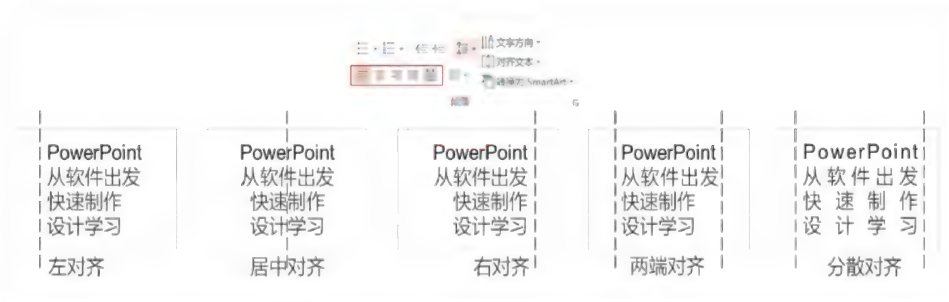 文字方向
对齐文本
转换为 SmartArt
段落
PowerPoint
从软件出发
快速制作
设计学习
左对齐
PowerPoint
从软件出发
快速制作
设计学习
居中对齐
PowerPoint
从软件出发
快速制作
设计学习
右对齐
PowerPoint
从软件出发
快速制作
设计学习
两端对齐
PowerPoint
从软件出发
快速制作
设计学习
分散对齐